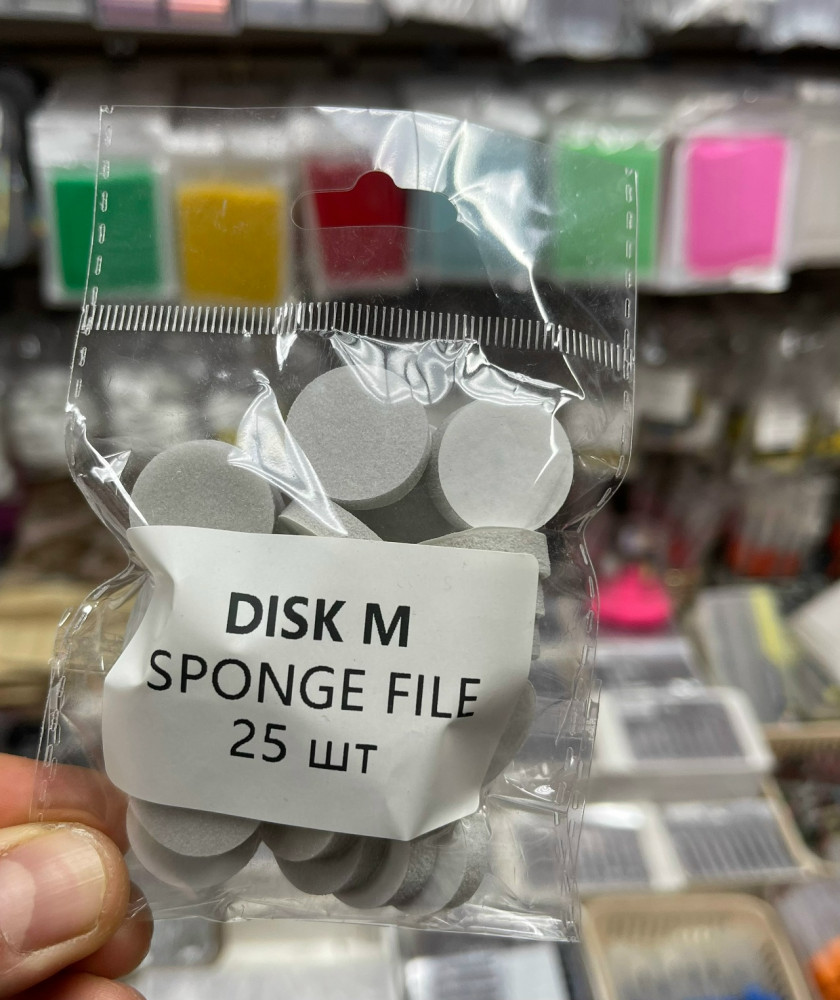 DISK M
SPONGE FILE
25 шт